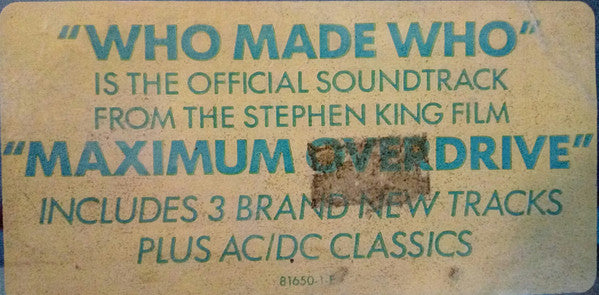 "WHO MADE WHO"
IS THE OFFICIAL SOUNDTRACK
FROM THE STEPHEN KING FILM
"MAXIMUM OVERDRIVE"
INCLUDES 3 BRAND NEW TRACKS
PLUS AC/DC CLASSICS
81650-1-E